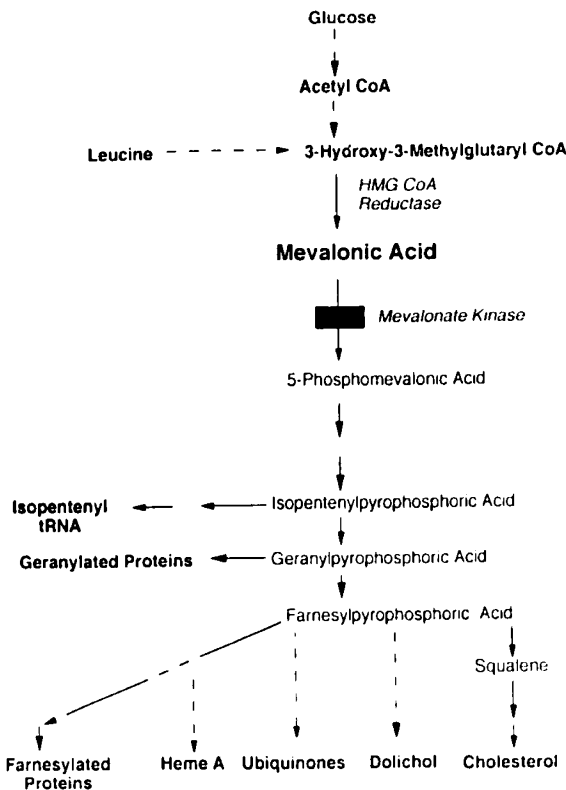 Glucose
Acetyl CoA
Leucine
3-Hydroxy-3-Methylglutaryl CoA
HMG CoA
Reductase
Mevalonic Acid
Mevalonate Kinase
5-Phosphomevalonic Acid
Isopentenyl
tRNA
Isopentenylpyrophosphoric Acid
Geranylated Proteins
Geranylpyrophosphoric Acid
Farnesylpyrophosphoric Acid
Squalene
Farnesylated
Proteins
Heme A
Ubiquinones
Dolichol
Cholesterol